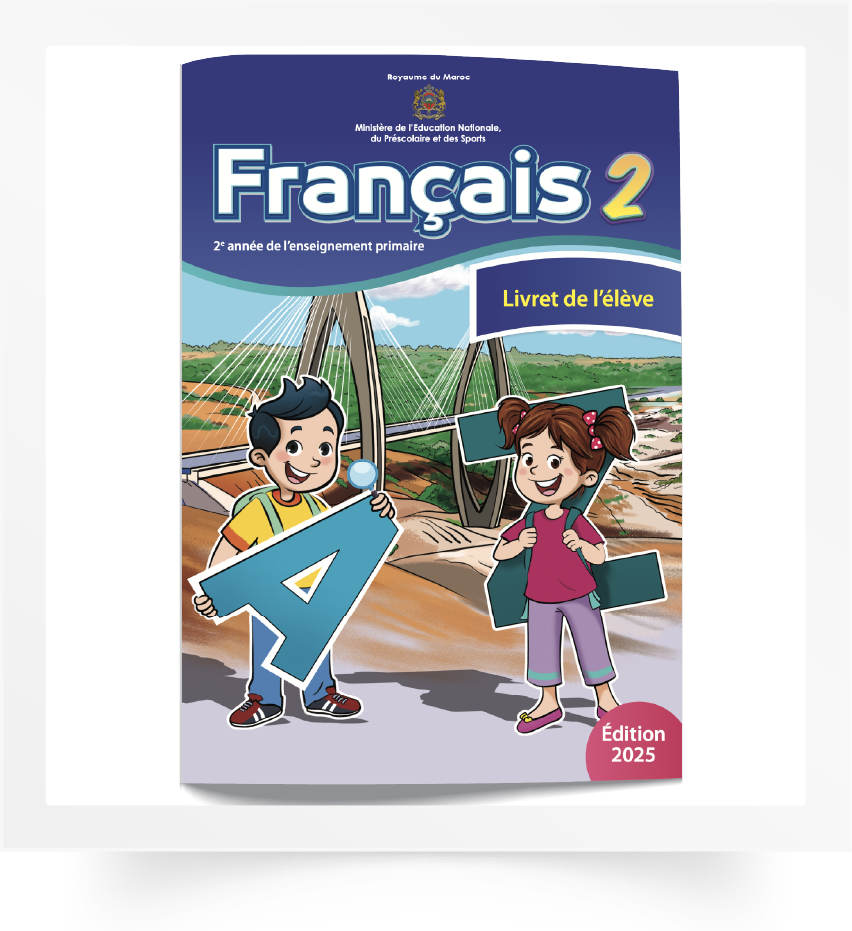 Royaume du Maroc
Ministère de l'Education Nationale,
du Préscolaire et des Sports
Français 2
2e année de l'enseignement primaire
Livret de l'élève
A
Z
Édition
2025